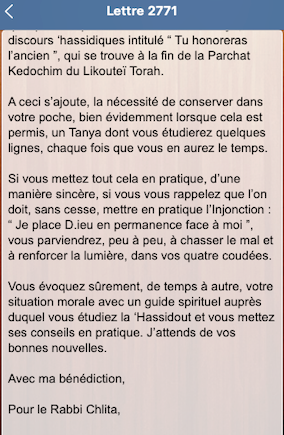 Lettre 2771
discours 'hassidiques intitulé “ Tu honoreras
l'ancien ”, qui se trouve à la fin de la Parchat
Kedochim du Likouteï Torah.
A ceci s'ajoute, la nécessité de conserver dans
votre poche, bien évidemment lorsque cela est
permis, un Tanya dont vous étudierez quelques
lignes, chaque fois que vous en aurez le temps.
Si vous mettez tout cela en pratique, d'une
manière sincère, si vous vous rappelez que l'on
doit, sans cesse, mettre en pratique l'Injonction :
“ Je place D.ieu en permanence face à moi ”,
vous parviendrez, peu à peu, à chasser le mal et
à renforcer la lumière, dans vos quatre coudées.
Vous évoquez sûrement, de temps à autre, votre
situation morale avec un guide spirituel auprès
duquel vous étudiez la 'Hassidout et vous mettez
ses conseils en pratique. J'attends de vos
bonnes nouvelles.
Avec ma bénédiction,
Pour le Rabbi Chlita,